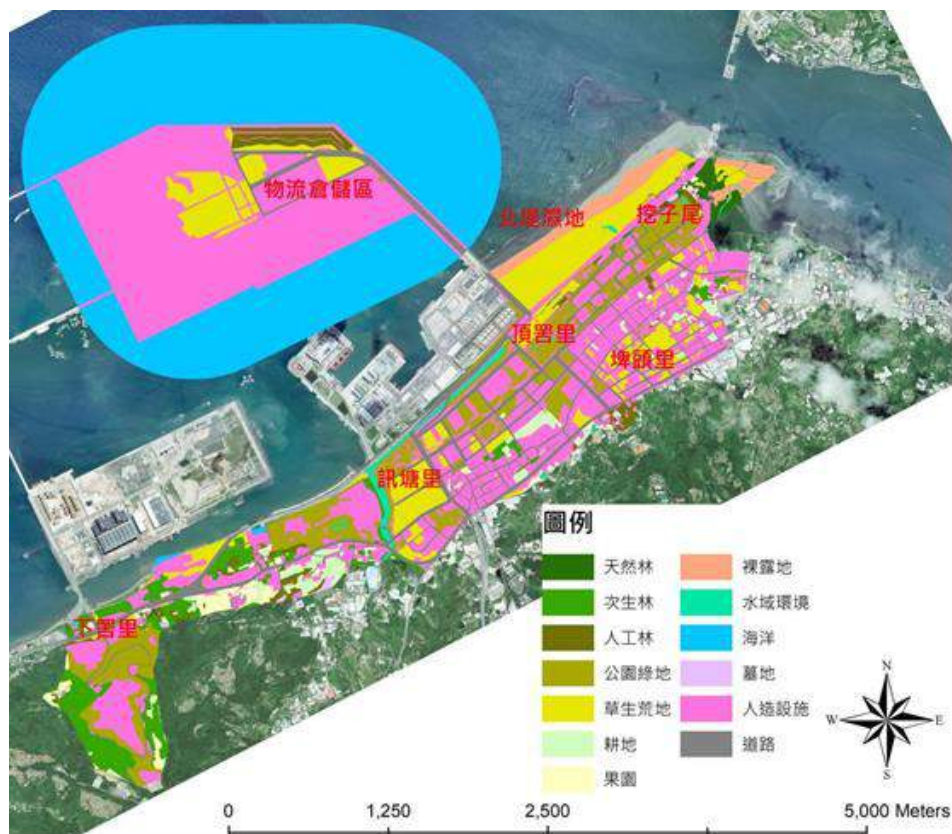 物流倉儲區
北堤濕地
挖子尾
頂罟里
埤頭里
訊塘里
下罟里
圖例
天然林
次生林
人工林
公園綠地
草生荒地
耕地
果園
裸露地
水域環境
海洋
墓地
人造設施
道路
N
W
E
S
0 1,250 2,500 5,000 Meters